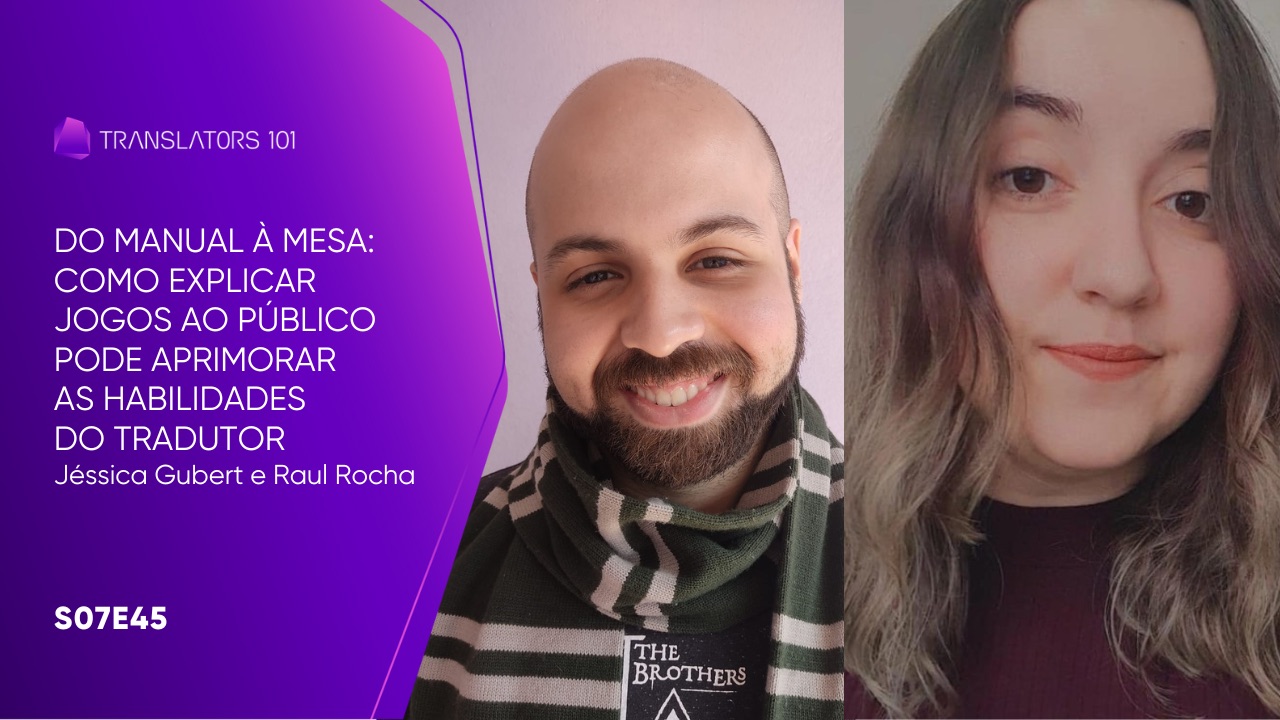 TRANSLATORS 101
DO MANUAL À MESA:
COMO EXPLICAR
JOGOS AO PÚBLICO
PODE APRIMORAR
AS HABILIDADES
DO TRADUTOR
Jéssica Gubert e Raul Rocha
S07E45
THE
BROTHERS